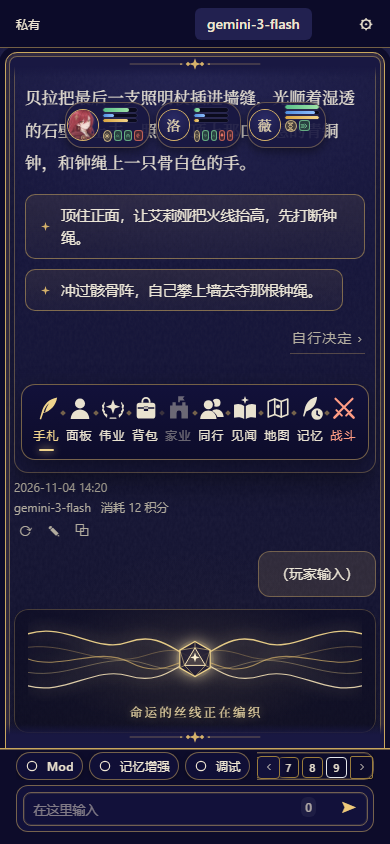 私有
gemini-3-flash
贝拉把最后一支照明杖插进墙缝，光顺着湿透
的石壁
洛
薇
铜
钟，和钟绳上一只骨白色的手。
顶住正面，让艾莉娅把火线抬高，先打断钟
绳。
冲过骸骨阵，自己攀上墙去夺那根钟绳。
自行决定 ›
手札 面板 伟业 背包 家业 同行 见闻 地图 记忆 战斗
2026-11-04 14:20
gemini-3-flash 消耗 12 积分
（玩家输入）
命运的丝线正在编织
Mod 记忆增强 调试 ‹ 7 8 9 ›
在这里输入 0